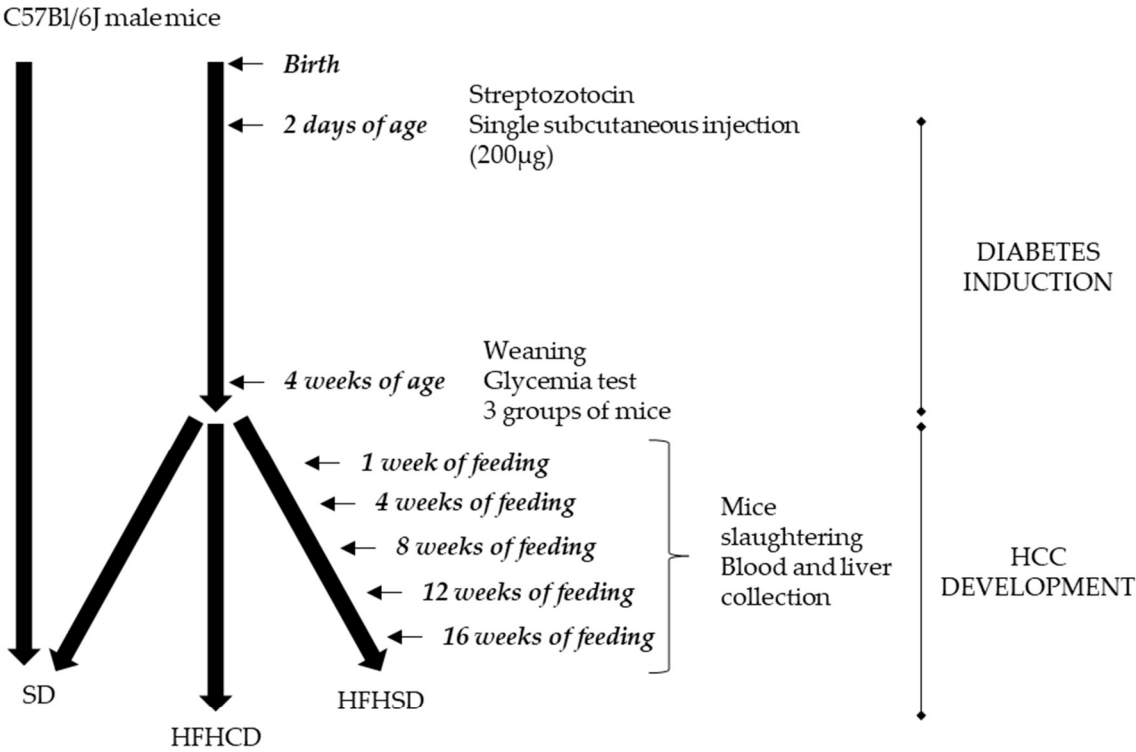 C57Bl/6J male mice
Birth
2 days of age
Streptozotocin
Single subcutaneous injection
(200µg)
DIABETES
INDUCTION
4 weeks of age
Weaning
Glycemia test
3 groups of mice
1 week of feeding
4 weeks of feeding
8 weeks of feeding
12 weeks of feeding
16 weeks of feeding
Mice
slaughtering
Blood and liver
collection
HCC
DEVELOPMENT
SD
HFHCD
HFHSD